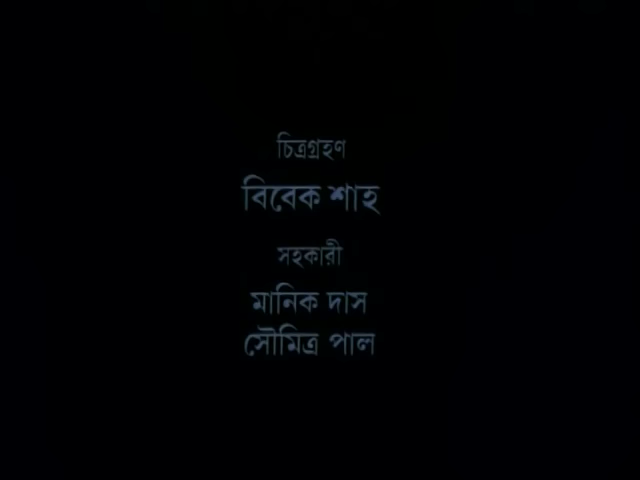 চিত্রগ্রহণ
বিবেক শাহ
সহকারী
মানিক দাস
সৌমিত্র পাল